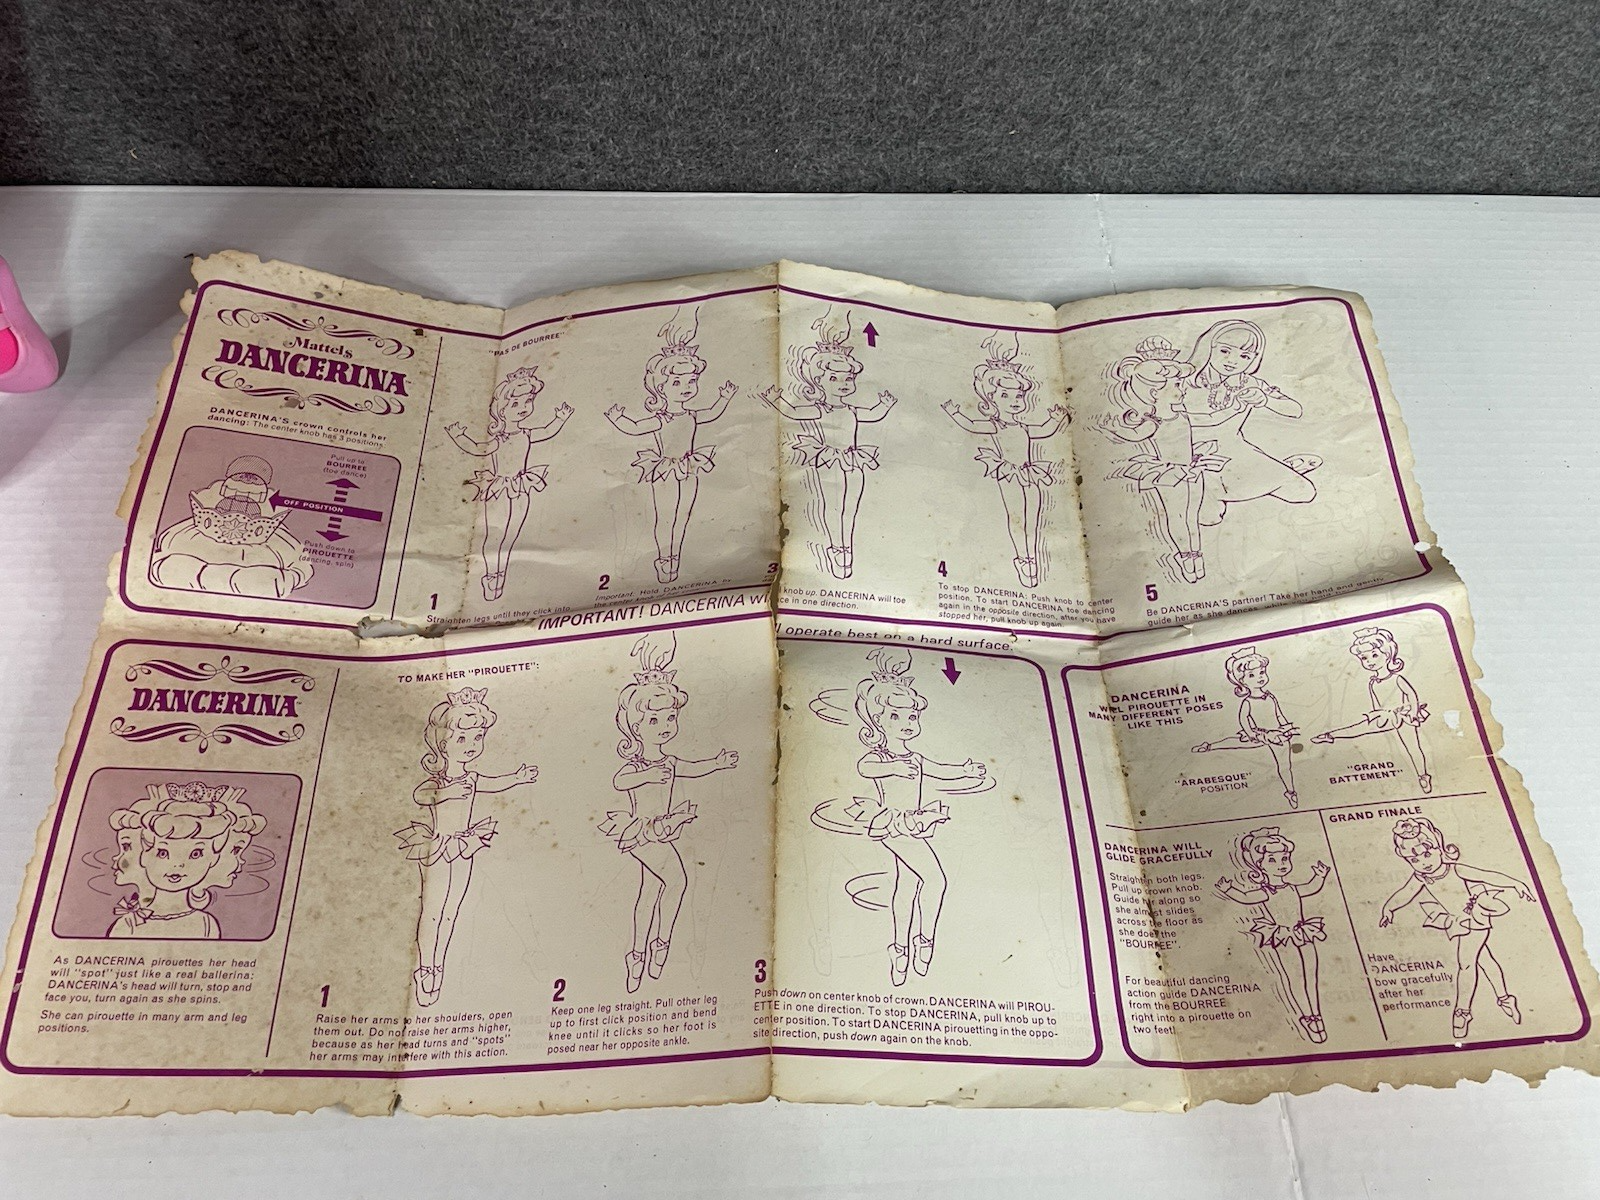 Mattel's
DANCERINA
DANCERINA'S crown controls her
dancing: The center knob has 3 positions.
Pull up to
BOURREE
(toe dance)
OFF POSITION
Push down to
PIROUETTE
(dancing, spin)
"PAS DE BOURREE"
1
Straighten legs until they click into
2
Important. Hold DANCERINA by
the center knob
3
knob up. DANCERINA will toe
in one direction.
4
To stop DANCERINA: Push knob to center
position. To start DANCERINA toe dancing
again in the opposite direction, after you have
stopped her, pull knob up again.
5
Be DANCERINA'S partner! Take her hand and gently
guide her as she dances
IMPORTANT! DANCERINA will operate best on a hard surface.
DANCERINA
As DANCERINA pirouettes her head
will "spot" just like a real ballerina;
DANCERINA's head will turn, stop and
face you, turn again as she spins.
She can pirouette in many arm and leg
positions.
TO MAKE HER "PIROUETTE":
1
Raise her arms to her shoulders, open
them out. Do not raise her arms higher,
because as her head turns and "spots"
her arms may interfere with this action.
2
Keep one leg straight. Pull other leg
up to first click position and bend
knee until it clicks so her foot is
posed near her opposite ankle.
3
Push down on center knob of crown. DANCERINA will PIROU-
ETTE in one direction. To stop DANCERINA, pull knob up to
center position. To start DANCERINA pirouetting in the oppo-
site direction, push down again on the knob.
DANCERINA
WILL PIROUETTE IN
MANY DIFFERENT POSES
LIKE THIS
"ARABESQUE"
POSITION
"GRAND
BATTEMENT"
DANCERINA WILL
GLIDE GRACEFULLY
Straighten both legs.
Pull up crown knob.
Guide her along so
she almost slides
across the floor as
she does the
"BOURREE".
For beautiful dancing
action guide DANCERINA
from the BOURREE
right into a pirouette on
two feet!
GRAND FINALE
Have
DANCERINA
bow gracefully
after her
performance